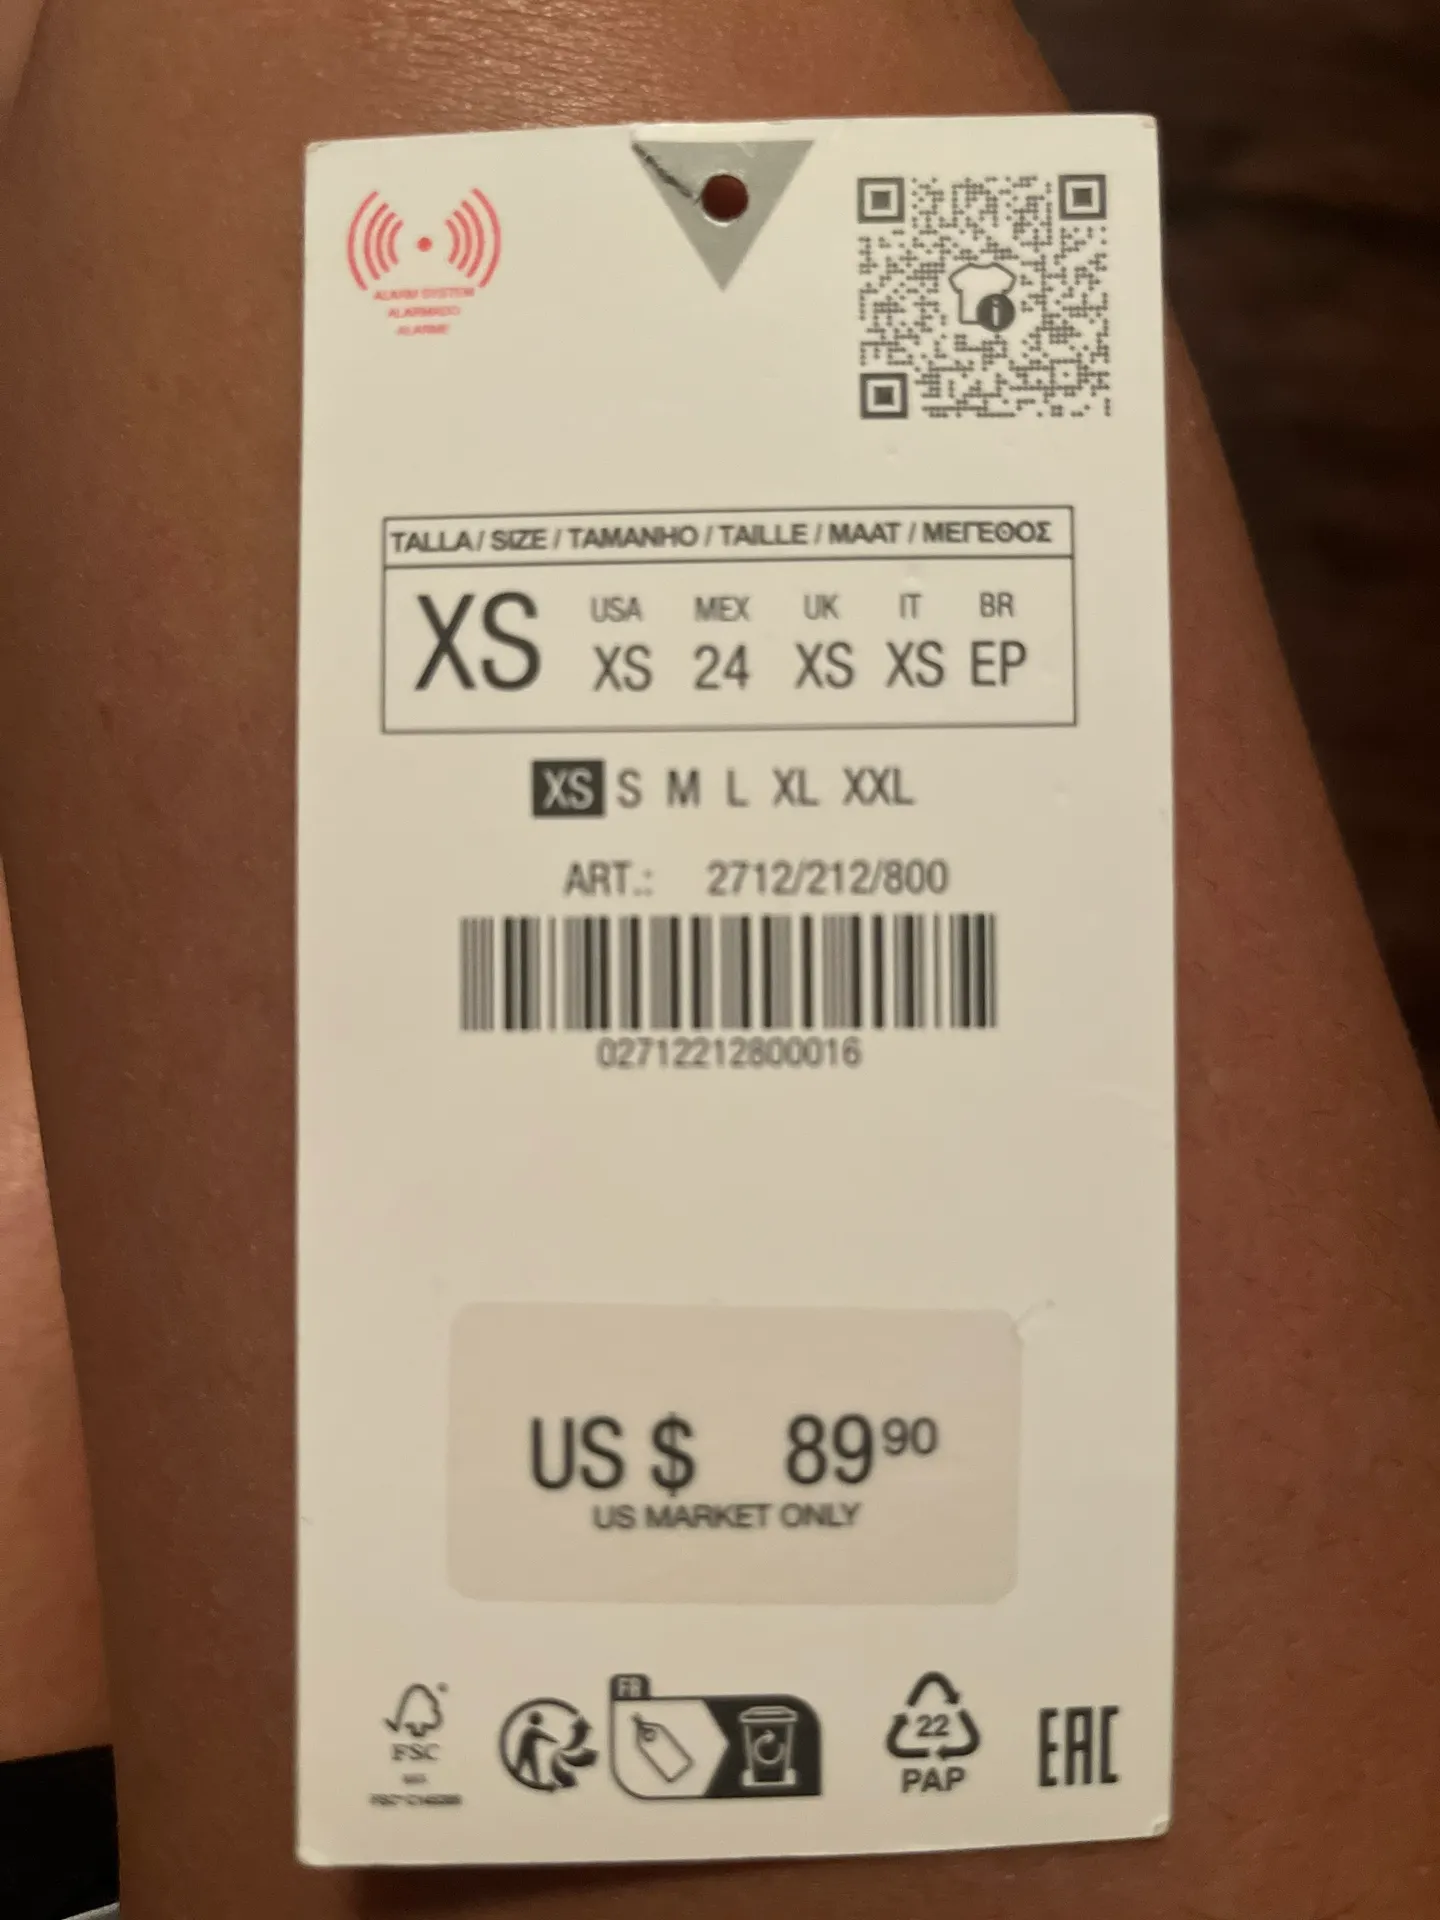 ALARM SYSTEM
ALARMADO
ALARME
TALLA / SIZE / TAMANHO / TAILLE / MAAT / ΜΕΓΕΘΟΣ
XS
USA MEX UK IT BR
XS 24 XS XS EP
XS S M L XL XXL
ART.: 2712/212/800
02712212800016
US $ 89 90
US MARKET ONLY
FR
FSC
22
PAP
EAC